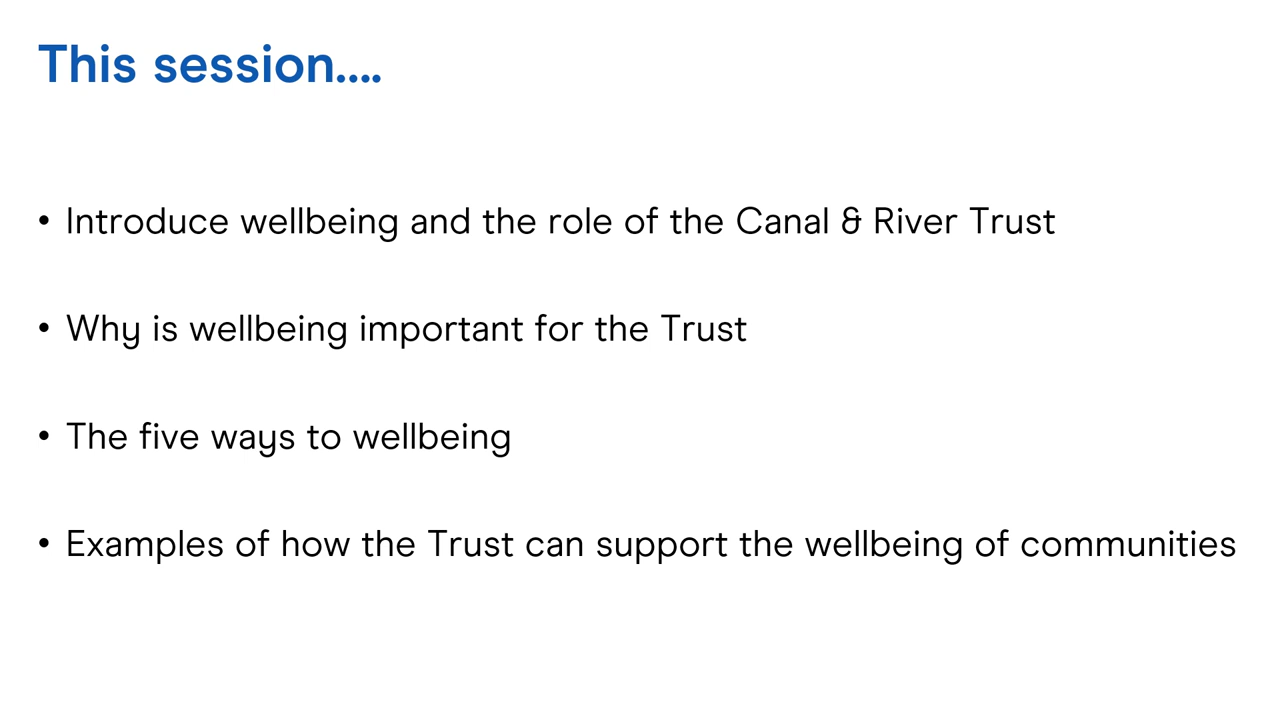 This session....
• Introduce wellbeing and the role of the Canal & River Trust
• Why is wellbeing important for the Trust
• The five ways to wellbeing
• Examples of how the Trust can support the wellbeing of communities